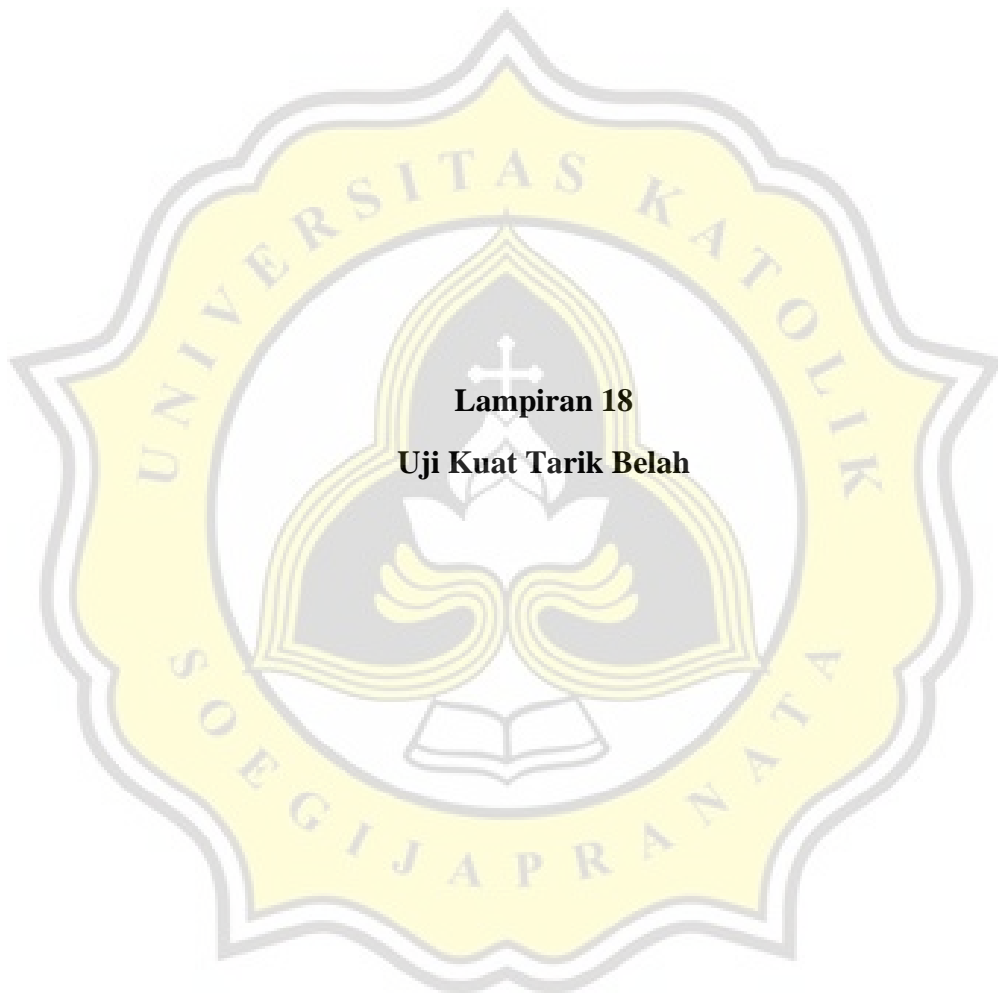 UNIVERSITAS KATOLIK
Lampiran 18
Uji Kuat Tarik Belah
SOEGIJAPRANATA